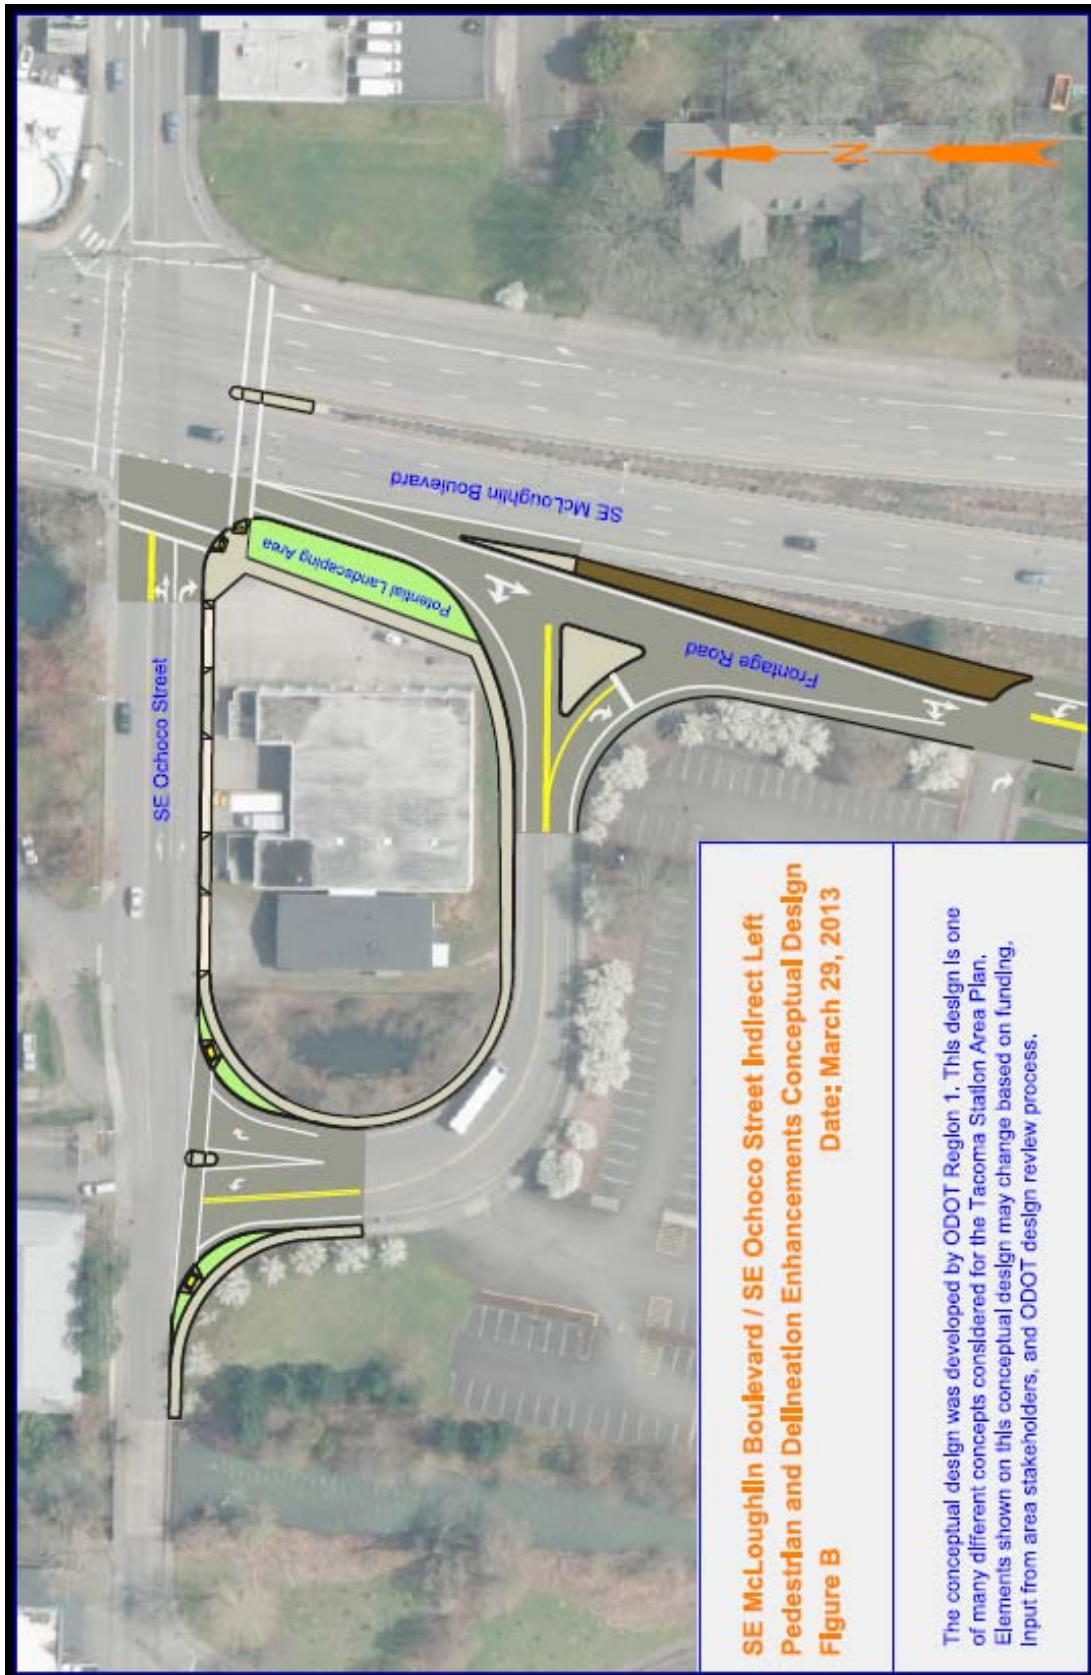 N
SE McLoughlin Boulevard
Potential Landscaping Area
SE Ochoco Street
Frontage Road
SE McLoughlin Boulevard / SE Ochoco Street Indirect Left
Pedestrian and Delineation Enhancements Conceptual Design
Figure B Date: March 29, 2013
The conceptual design was developed by ODOT Region 1. This design is one
of many different concepts considered for the Tacoma Station Area Plan.
Elements shown on this conceptual design may change based on funding,
input from area stakeholders, and ODOT design review process.